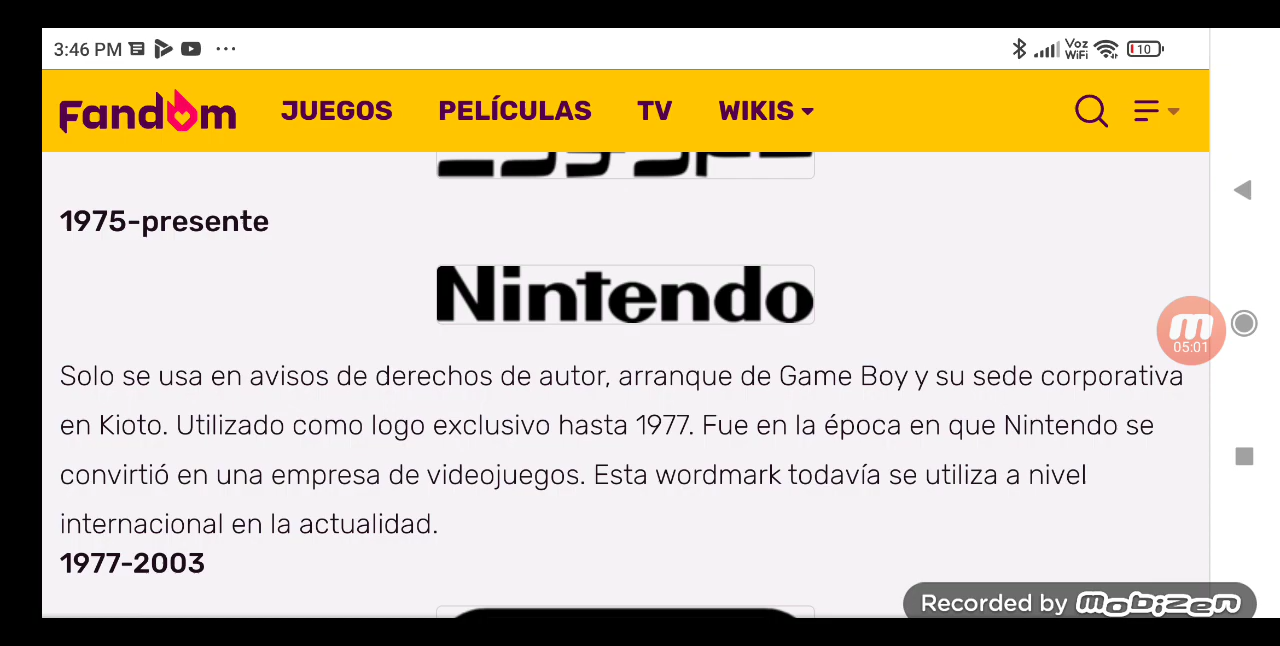 3:46 PM
Voz
WiFi
10
Fandom JUEGOS PELÍCULAS TV WIKIS
1975-presente
Nintendo
05:01
Solo se usa en avisos de derechos de autor, arranque de Game Boy y su sede corporativa
en Kioto. Utilizado como logo exclusivo hasta 1977. Fue en la época en que Nintendo se
convirtió en una empresa de videojuegos. Esta wordmark todavía se utiliza a nivel
internacional en la actualidad.
1977-2003
Recorded by mobizen